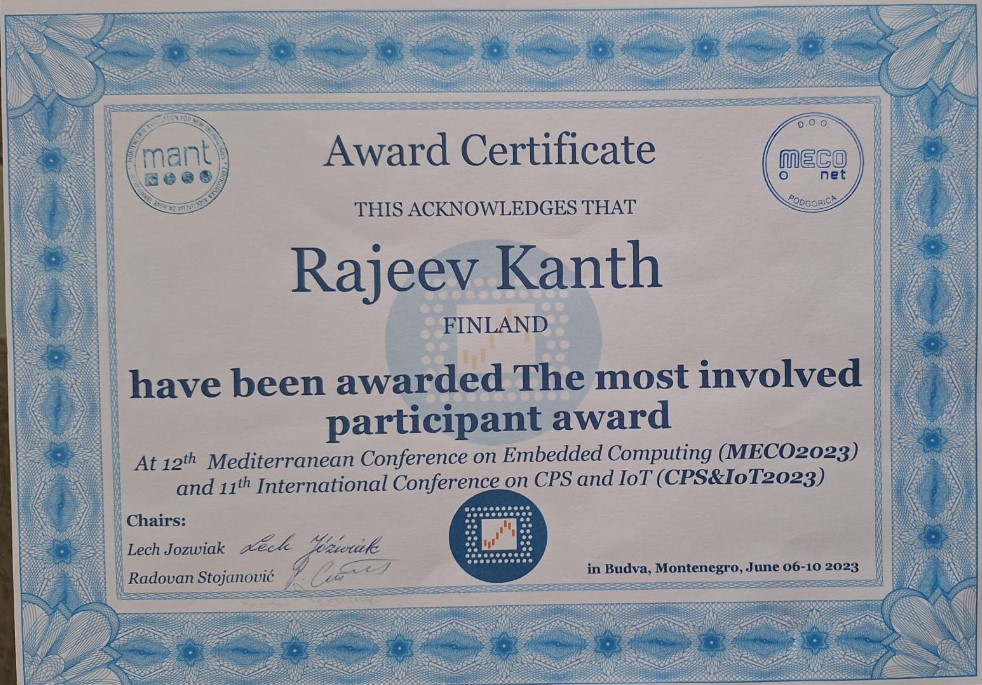 mant
D.O.O.
MECO
net
PODGORICA
Award Certificate
THIS ACKNOWLEDGES THAT
Rajeev Kanth
FINLAND
have been awarded The most involved
participant award
At 12th Mediterranean Conference on Embedded Computing (MECO2023)
and 11th International Conference on CPS and IoT (CPS&IoT2023)
Chairs:
Lech Jozwiak Lech Jóźwiak
Radovan Stojanović
in Budva, Montenegro, June 06-10 2023